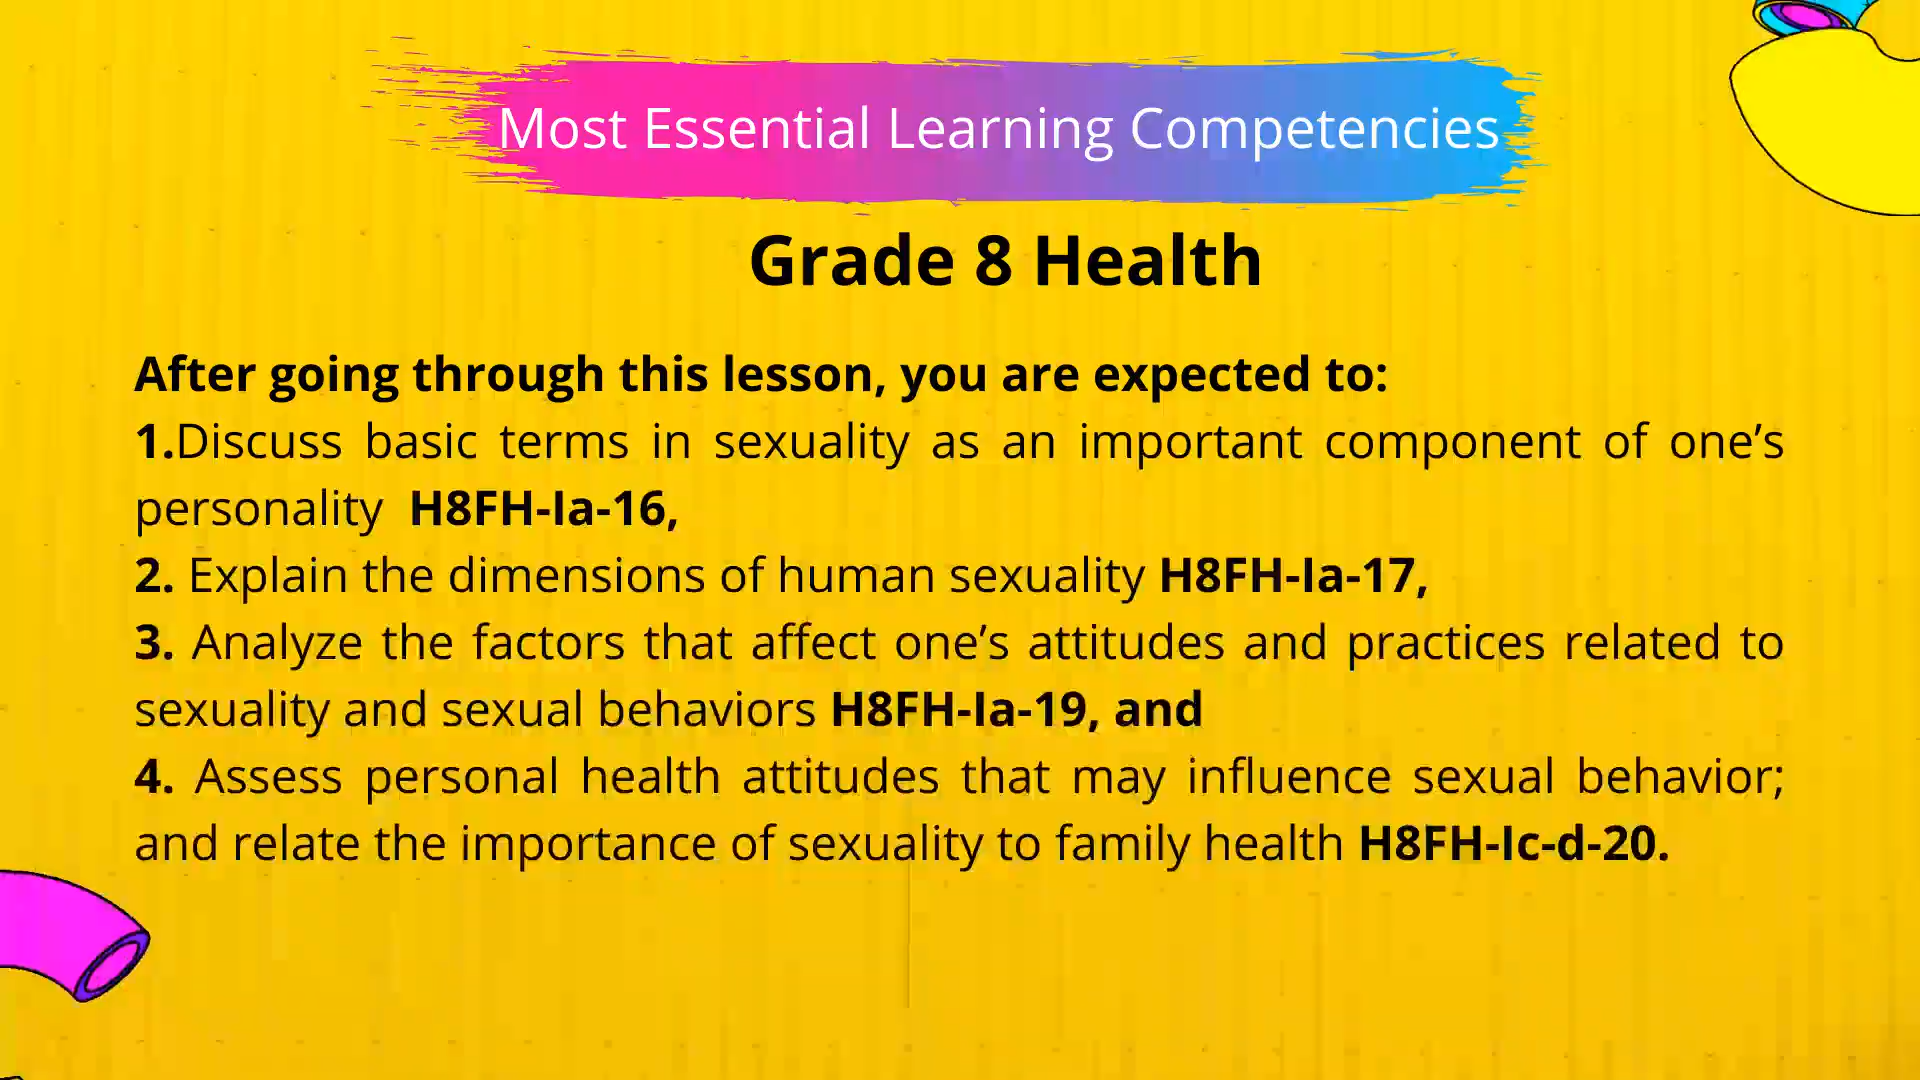 Most Essential Learning Competencies
Grade 8 Health
After going through this lesson, you are expected to:
1.Discuss basic terms in sexuality as an important component of one’s
personality H8FH-Ia-16,
2. Explain the dimensions of human sexuality H8FH-Ia-17,
3. Analyze the factors that affect one’s attitudes and practices related to
sexuality and sexual behaviors H8FH-Ia-19, and
4. Assess personal health attitudes that may influence sexual behavior;
and relate the importance of sexuality to family health H8FH-Ic-d-20.